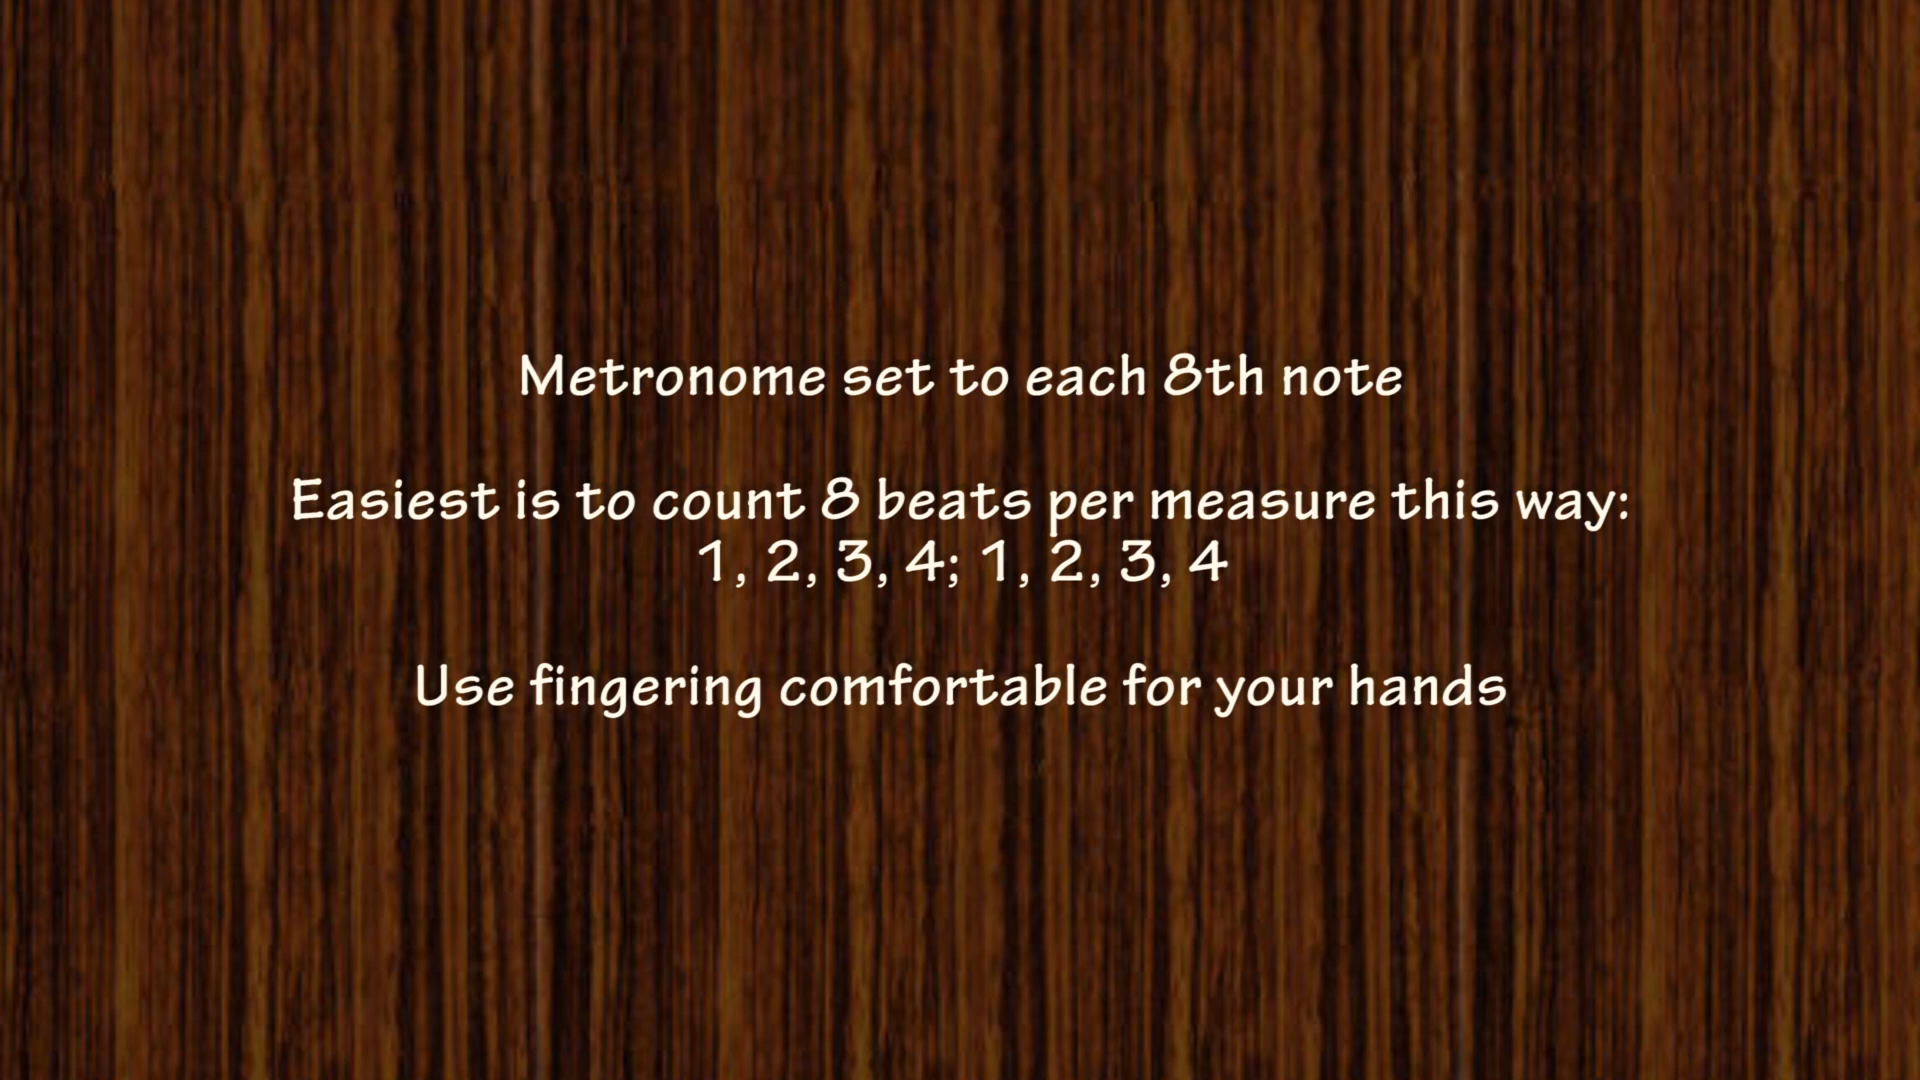 Metronome set to each 8th note
Easiest is to count 8 beats per measure this way:
1, 2, 3, 4; 1, 2, 3, 4
Use fingering comfortable for your hands